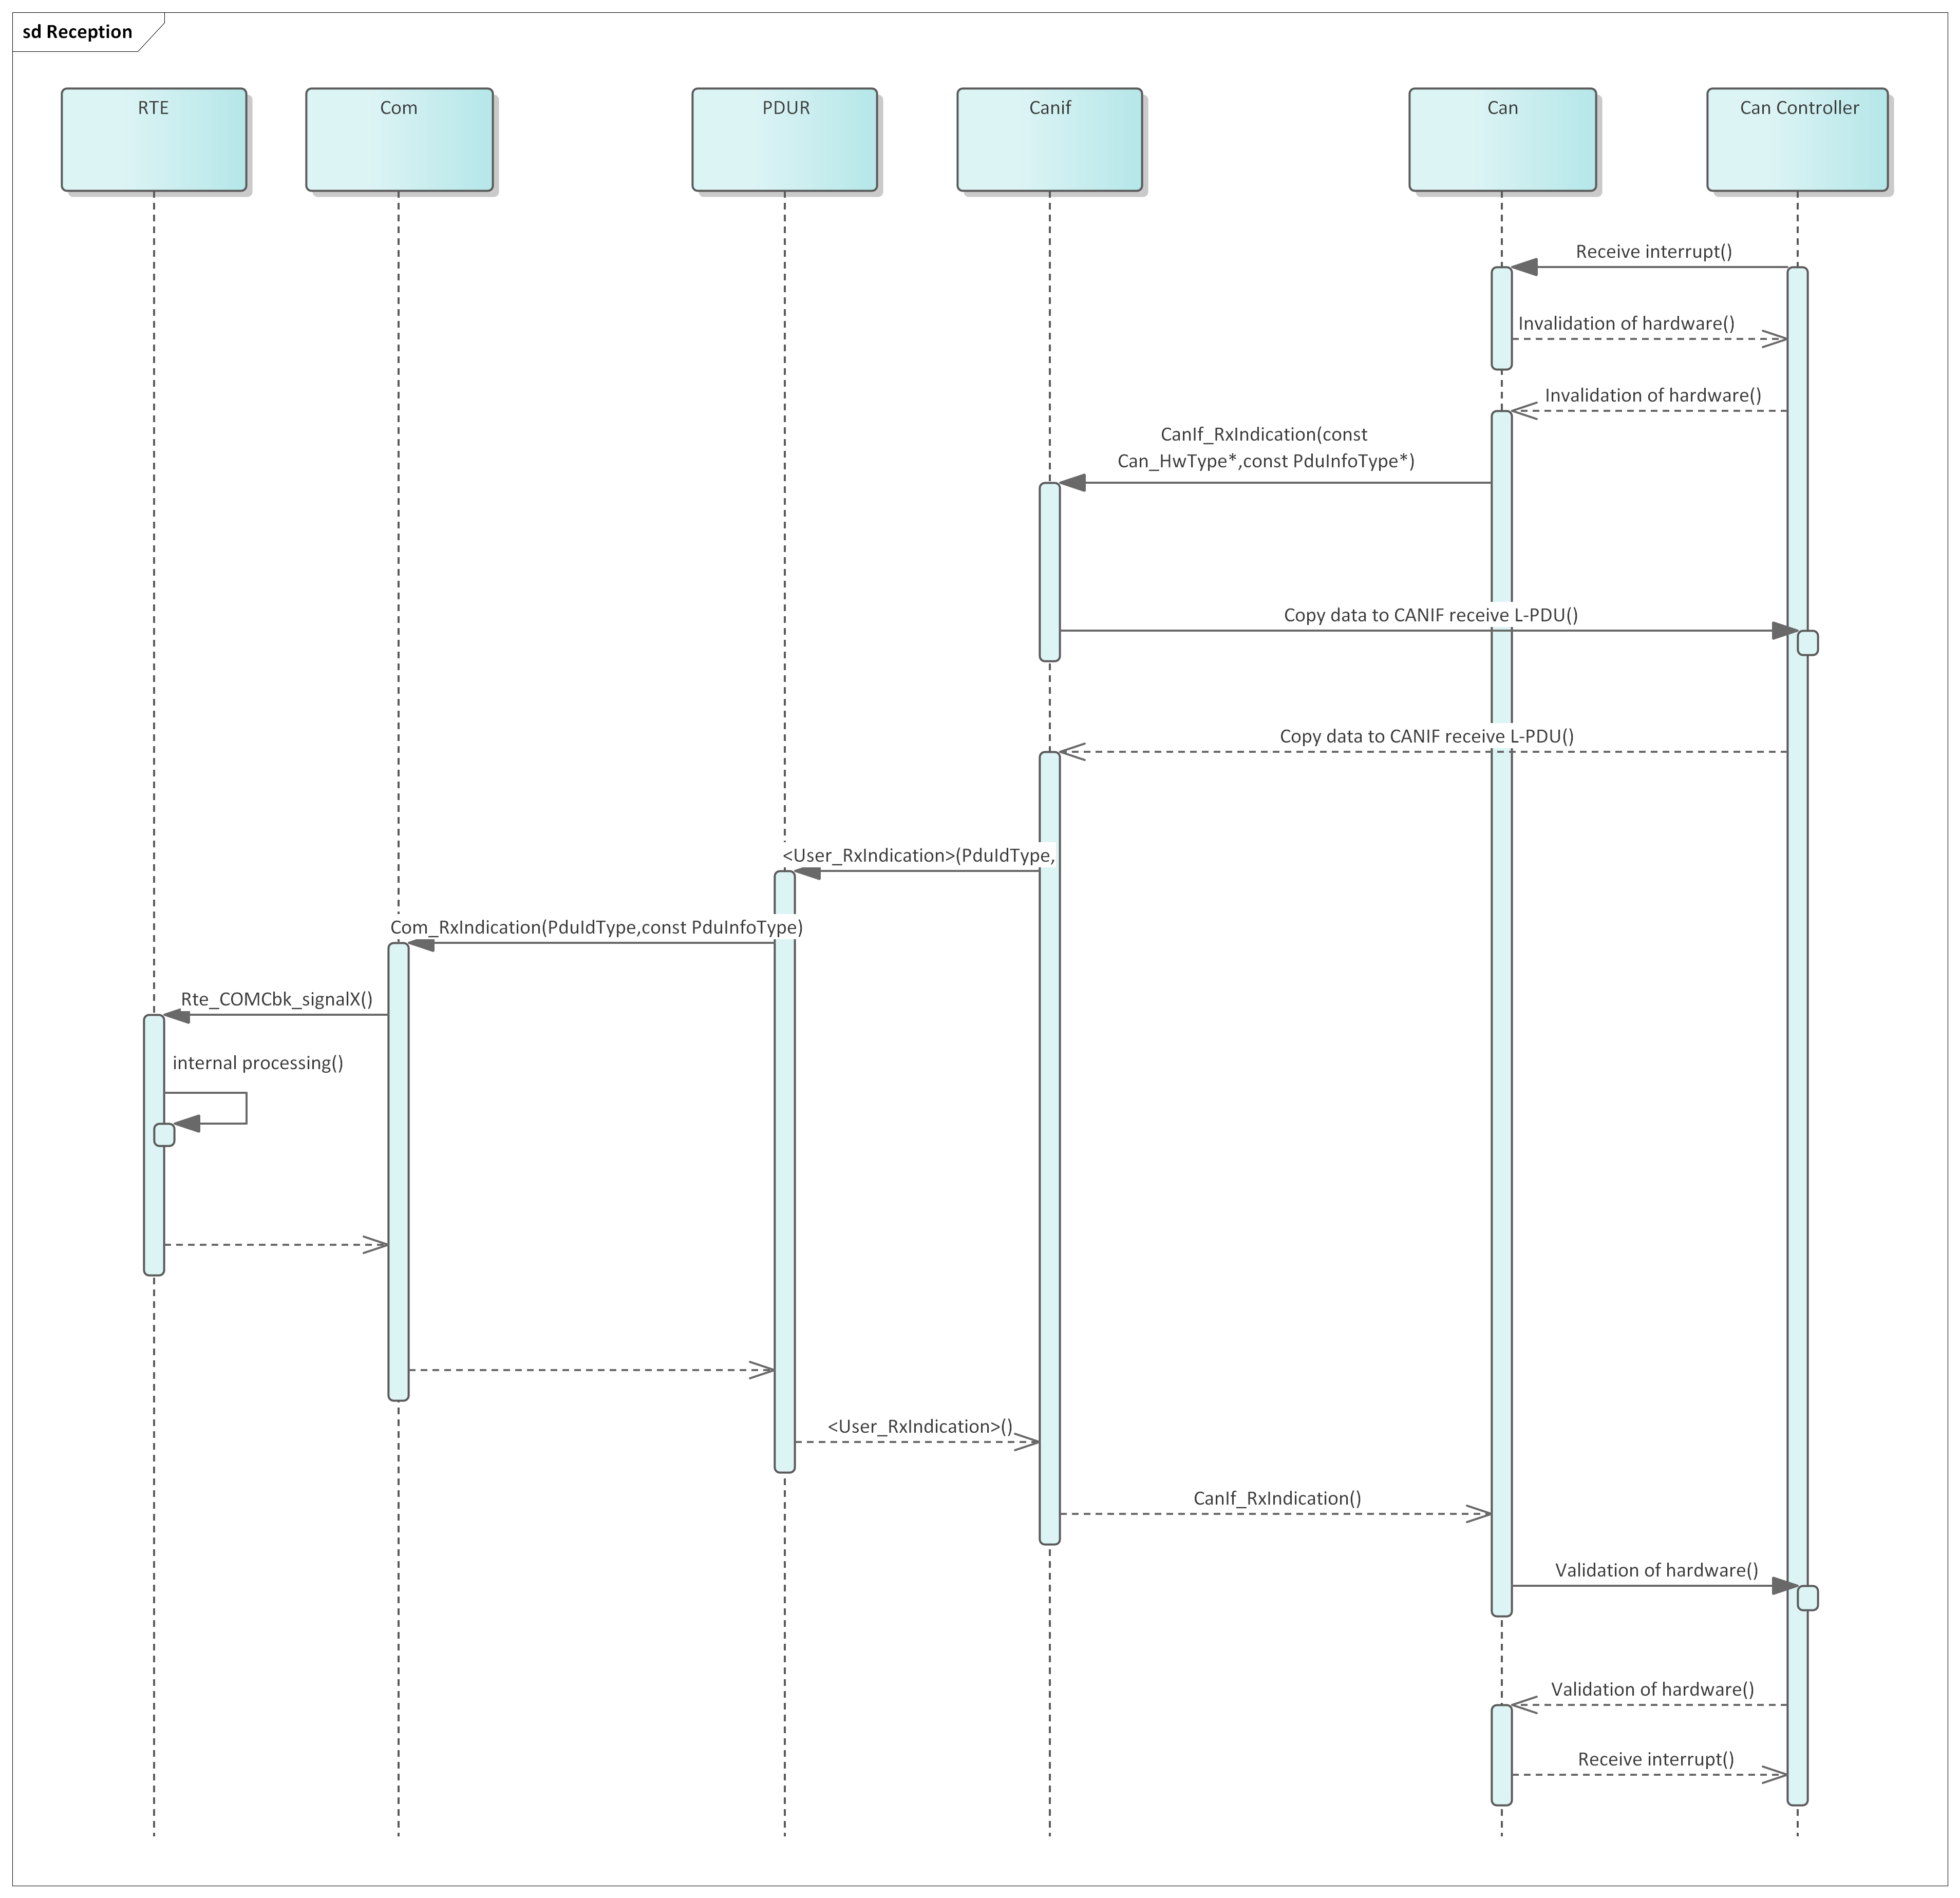 sd Reception
RTE
Com
PDUR
Canif
Can
Can Controller
Receive interrupt()
Invalidation of hardware()
Invalidation of hardware()
CanIf_RxIndication(const
Can_HwType*,const PduInfoType*)
Copy data to CANIF receive L-PDU()
Copy data to CANIF receive L-PDU()
<User_RxIndication>(PduIdType,
Com_RxIndication(PduIdType,const PduInfoType)
Rte_COMCbk_signalX()
internal processing()
<User_RxIndication>()
CanIf_RxIndication()
Validation of hardware()
Validation of hardware()
Receive interrupt()